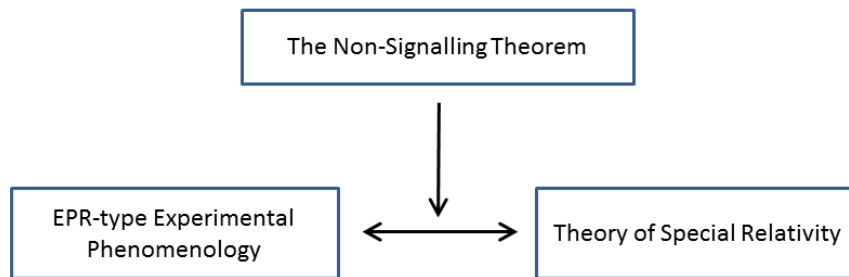 The Non-Signalling Theorem
EPR-type Experimental
Phenomenology
Theory of Special Relativity